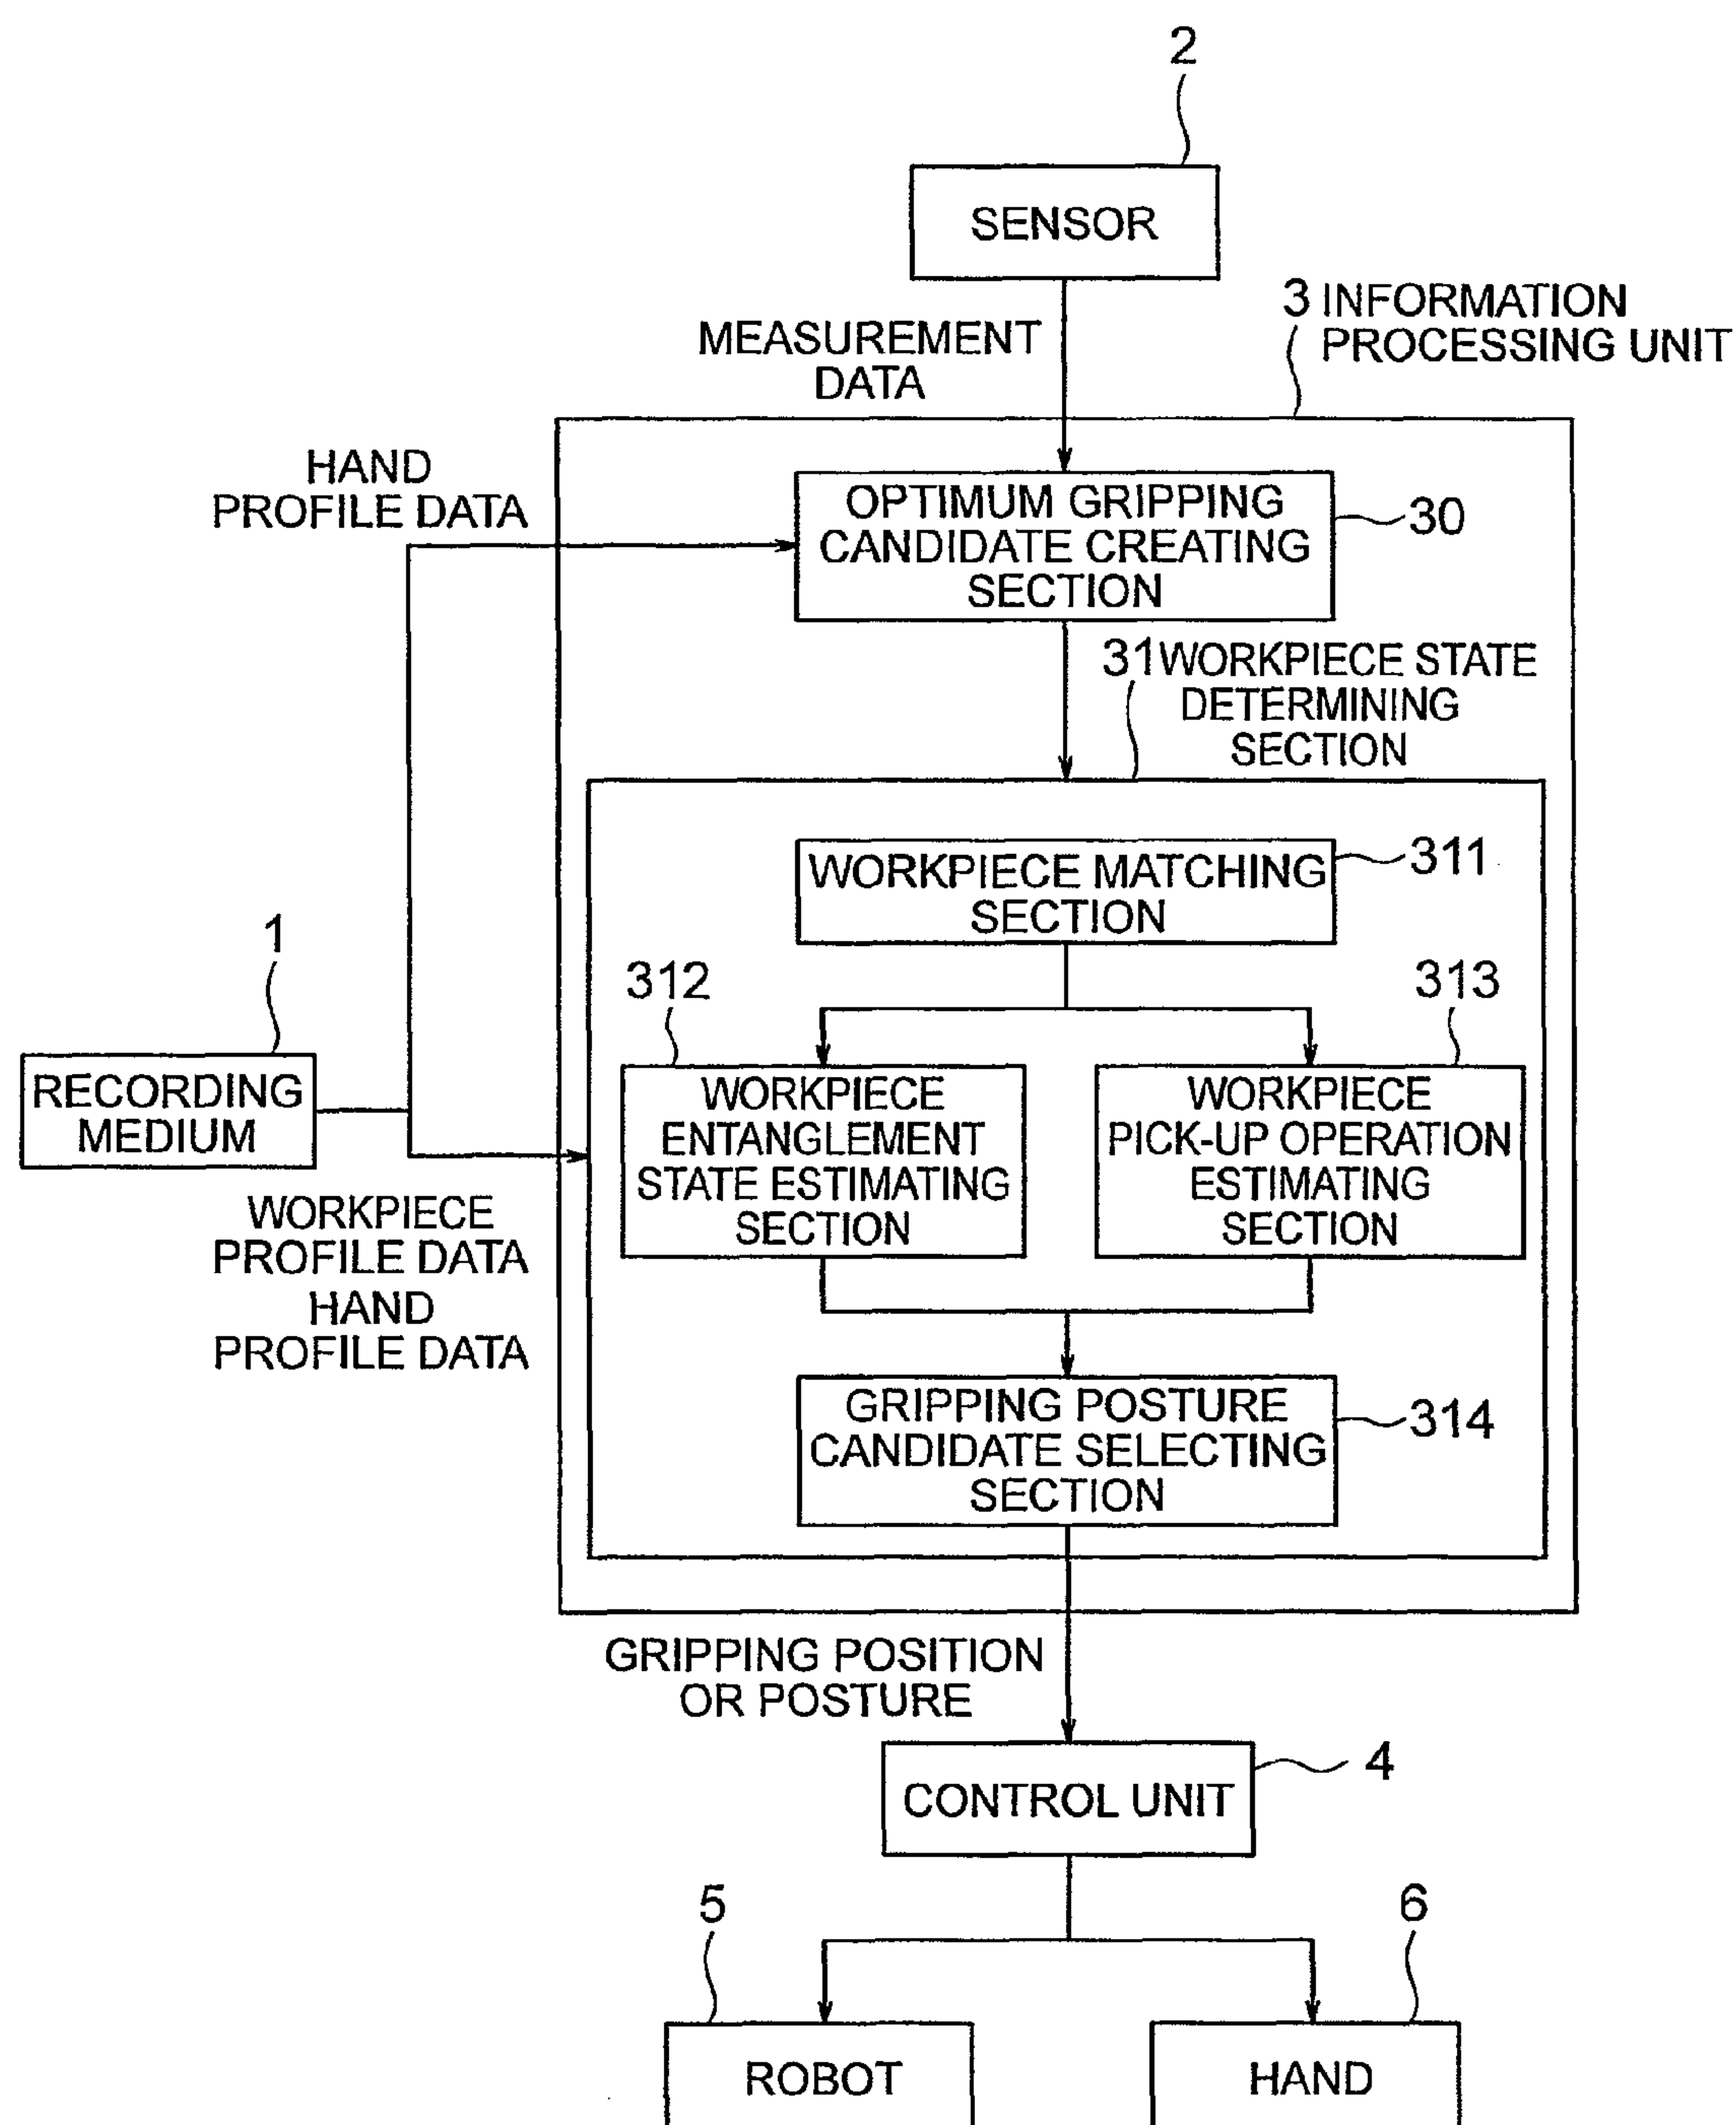 2
SENSOR
MEASUREMENT
DATA
3 INFORMATION
PROCESSING UNIT
HAND
PROFILE DATA
OPTIMUM GRIPPING
CANDIDATE CREATING
SECTION
30
31 WORKPIECE STATE
DETERMINING
SECTION
WORKPIECE MATCHING
SECTION
311
1
RECORDING
MEDIUM
312
WORKPIECE
ENTANGLEMENT
STATE ESTIMATING
SECTION
313
WORKPIECE
PICK-UP OPERATION
ESTIMATING
SECTION
WORKPIECE
PROFILE DATA
HAND
PROFILE DATA
GRIPPING POSTURE
CANDIDATE SELECTING
SECTION
314
GRIPPING POSITION
OR POSTURE
CONTROL UNIT
4
5
ROBOT
6
HAND